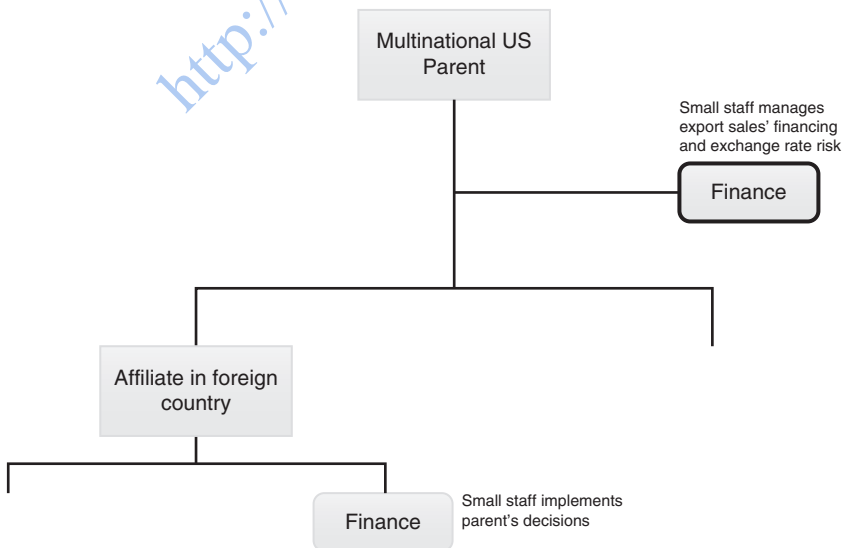 http://
Multinational US
Parent
Small staff manages
export sales’ financing
and exchange rate risk
Finance
Affiliate in foreign
country
Finance
Small staff implements
parent’s decisions